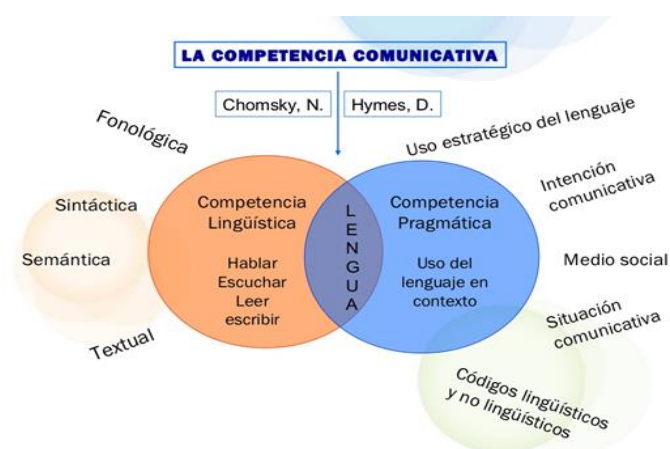 LA COMPETENCIA COMUNICATIVA
Chomsky, N.
Hymes, D.
Fonológica
Sintáctica
Semántica
Textual
Competencia
Lingüística
Hablar
Escuchar
Leer
escribir
LENGUA
Competencia
Pragmática
Uso del
lenguaje en
contexto
Uso estratégico del lenguaje
Intención
comunicativa
Medio social
Situación
comunicativa
Códigos lingüísticos
y no lingüísticos